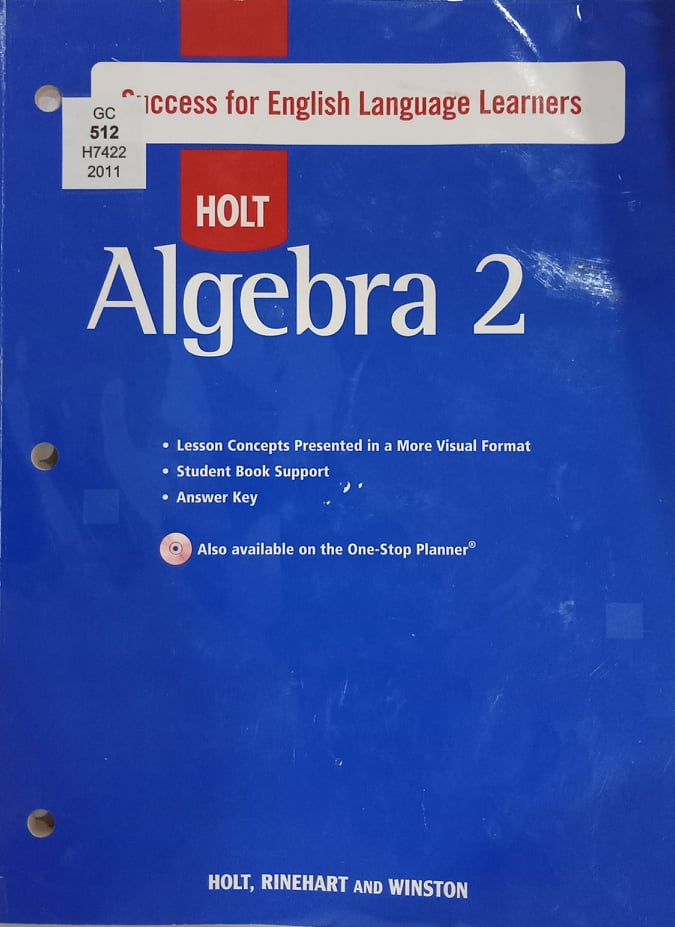 Success for English Language Learners
GC
512
H7422
2011
HOLT
Algebra 2
• Lesson Concepts Presented in a More Visual Format
• Student Book Support
• Answer Key
Also available on the One-Stop Planner®
HOLT, RINEHART AND WINSTON